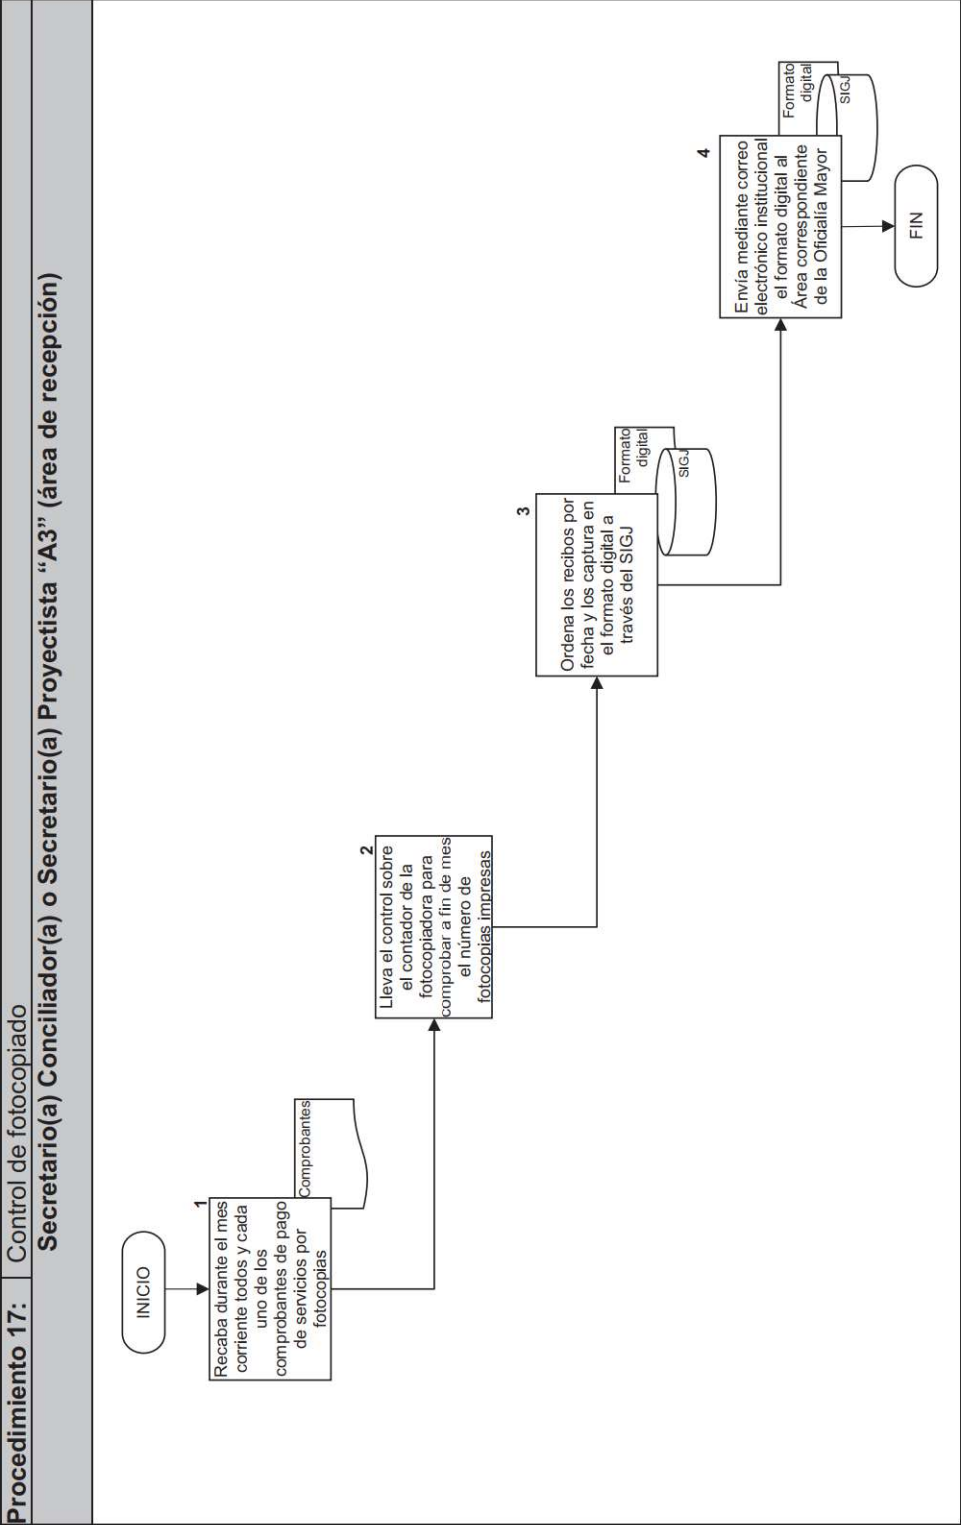 Procedimiento 17: Control de fotocopiado
Secretario(a) Conciliador(a) o Secretario(a) Proyectista “A3” (área de recepción)
INICIO
1
Recaba durante el mes
corriente todos y cada
uno de los
comprobantes de pago
de servicios por
fotocopias
Comprobantes
2
Lleva el control sobre
el contador de la
fotocopiadora para
comprobar a fin de mes
el número de
fotocopias impresas
3
Ordena los recibos por
fecha y los captura en
el formato digital a
través del SIGJ
Formato
digital
SIGJ
4
Envía mediante correo
electrónico institucional
el formato digital al
Área correspondiente
de la Oficialía Mayor
Formato
digital
SIGJ
FIN